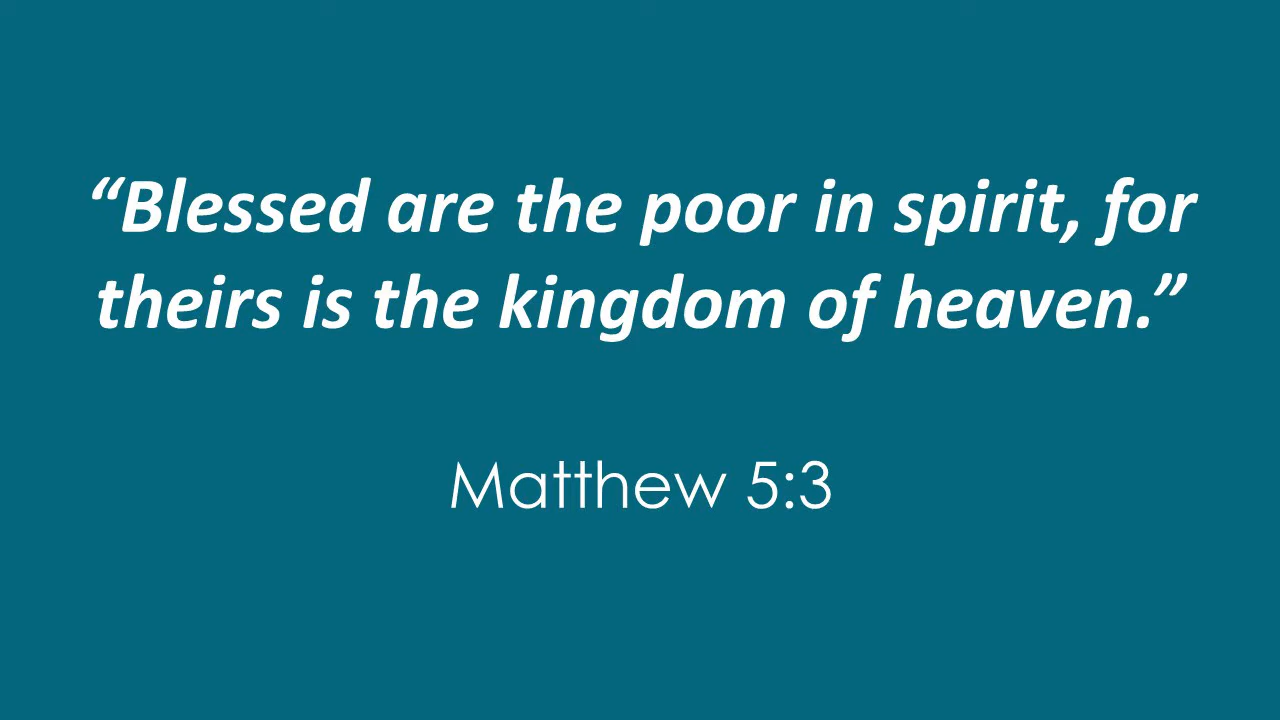 “Blessed are the poor in spirit, for
theirs is the kingdom of heaven.”
Matthew 5:3